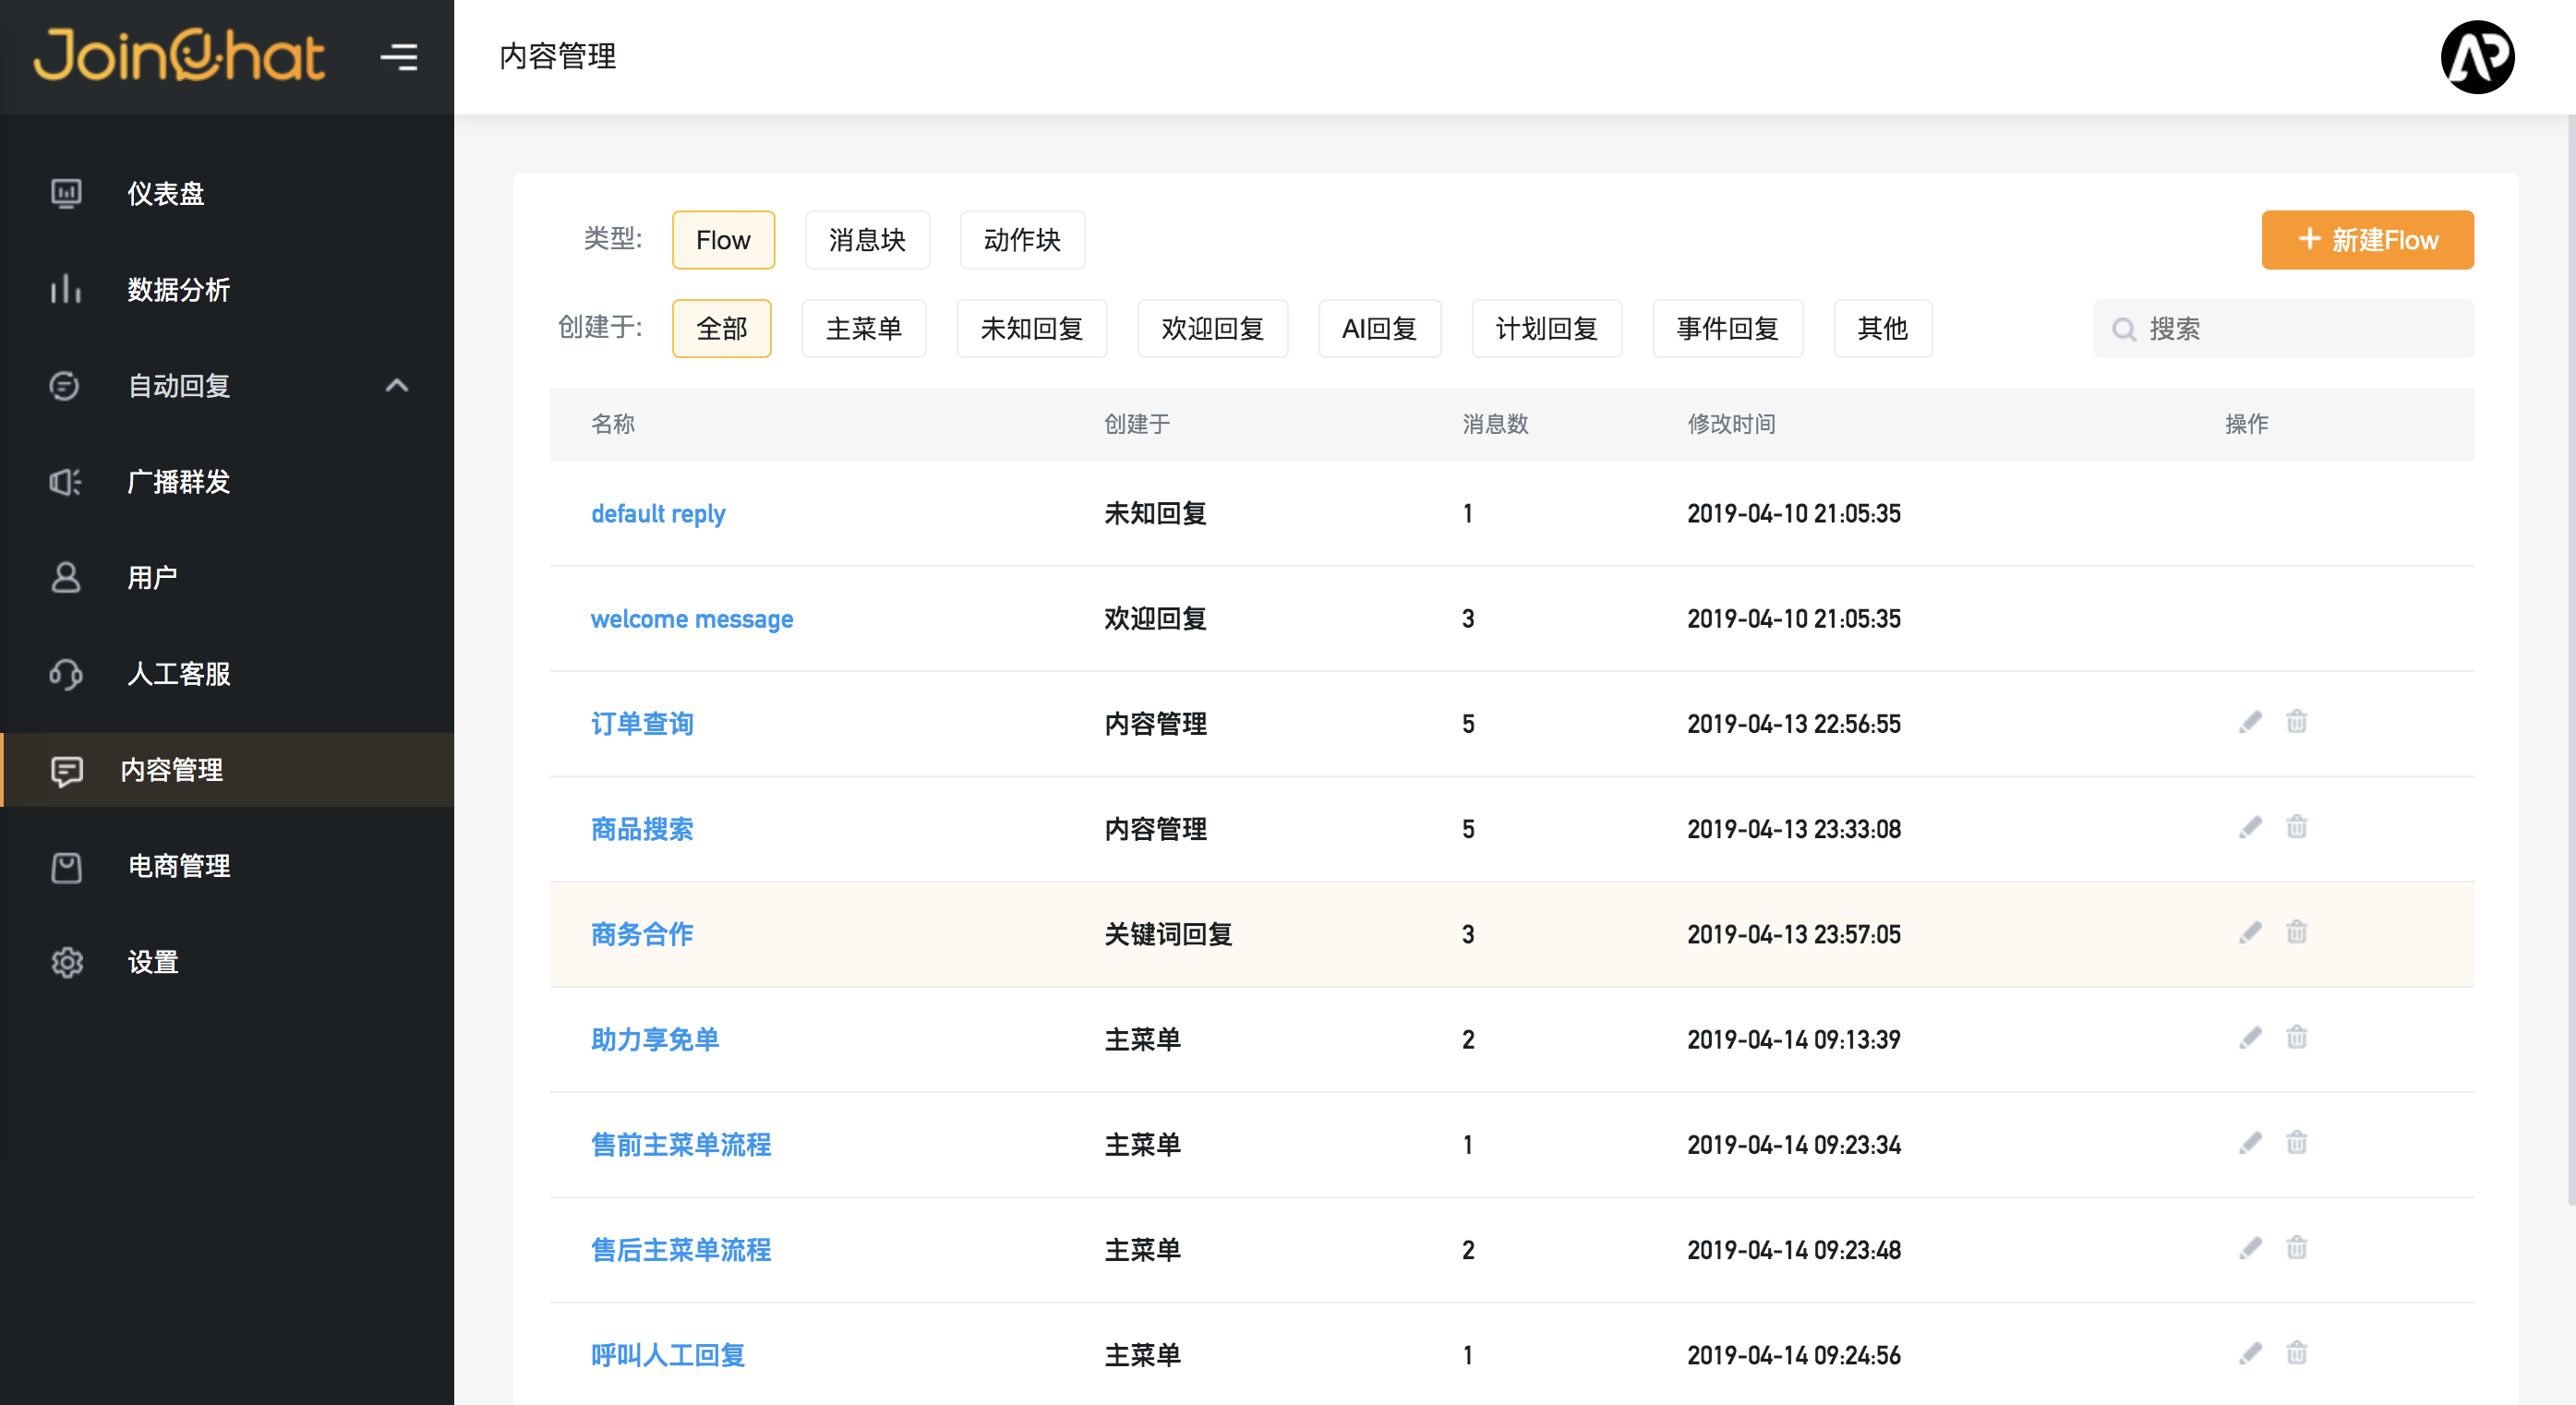 JoinChat
内容管理
AP
仪表盘
数据分析
自动回复
广播群发
用户
人工客服
内容管理
电商管理
设置
类型: Flow 消息块 动作块 + 新建Flow
创建于: 全部 主菜单 未知回复 欢迎回复 AI回复 计划回复 事件回复 其他 搜索
名称 创建于 消息数 修改时间 操作
default reply 未知回复 1 2019-04-10 21:05:35
welcome message 欢迎回复 3 2019-04-10 21:05:35
订单查询 内容管理 5 2019-04-13 22:56:55
商品搜索 内容管理 5 2019-04-13 23:33:08
商务合作 关键词回复 3 2019-04-13 23:57:05
助力享免单 主菜单 2 2019-04-14 09:13:39
售前主菜单流程 主菜单 1 2019-04-14 09:23:34
售后主菜单流程 主菜单 2 2019-04-14 09:23:48
呼叫人工回复 主菜单 1 2019-04-14 09:24:56